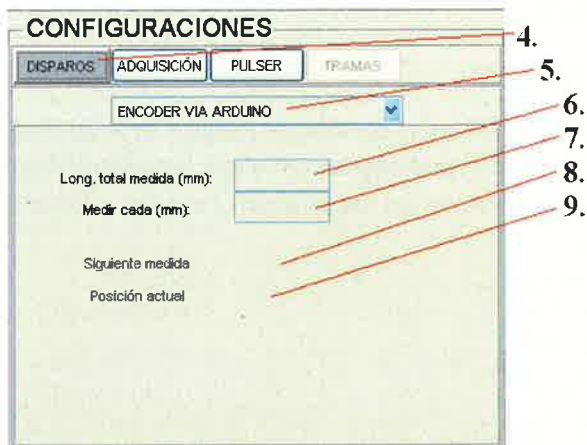 CONFIGURACIONES
4.
DISPAROS ADQUISICIÓN PULSER TRAMAS
5.
ENCODER VIA ARDUINO
6.
Long. total medida (mm):
7.
Medir cada (mm):
8.
Siguiente medida
9.
Posición actual